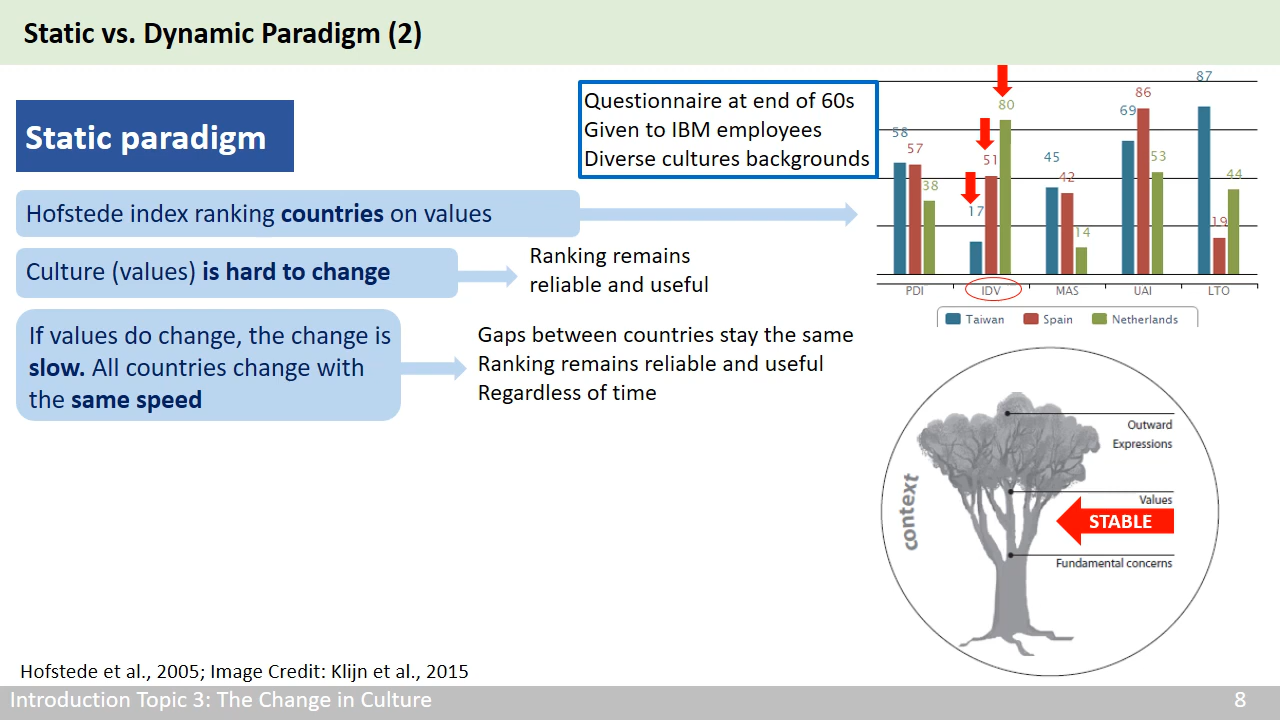 Static vs. Dynamic Paradigm (2)
Static paradigm
Questionnaire at end of 60s
Given to IBM employees
Diverse cultures backgrounds
Hofstede index ranking countries on values
Culture (values) is hard to change
Ranking remains
reliable and useful
If values do change, the change is
slow. All countries change with
the same speed
Gaps between countries stay the same
Ranking remains reliable and useful
Regardless of time
58
57
38
17
51
80
45
42
14
69
86
53
87
19
44
PDI
IDV
MAS
UAI
LTO
Taiwan
Spain
Netherlands
context
Outward
Expressions
Values
STABLE
Fundamental concerns
Hofstede et al., 2005; Image Credit: Klijn et al., 2015
Introduction Topic 3: The Change in Culture
8